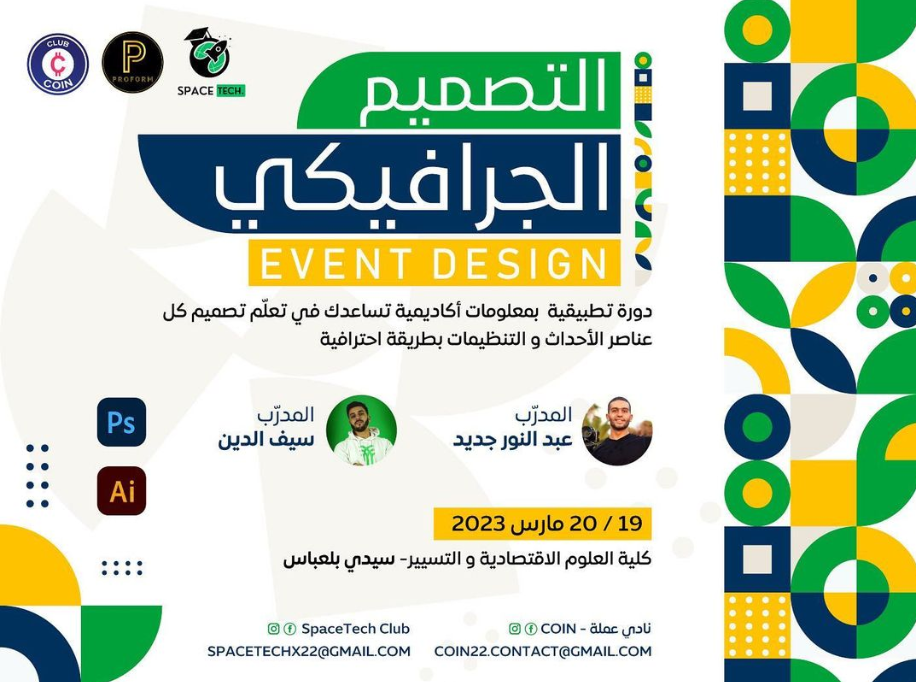 CLUB
COIN
P
PROFORM
SPACE TECH.
التصميم
الجرافيكي
EVENT DESIGN
دورة تطبيقية بمعلومات أكاديمية تساعدك في تعلّم تصميم كل
عناصر الأحداث و التنظيمات بطريقة احترافية
المدرّب
عبد النور جديد
المدرّب
سيف الدين
Ps
Ai
19 / 20 مارس 2023
كلية العلوم الاقتصادية و التسيير- سيدي بلعباس
نادي عملة - COIN
COIN22.CONTACT@GMAIL.COM
SpaceTech Club
SPACETECHX22@GMAIL.COM